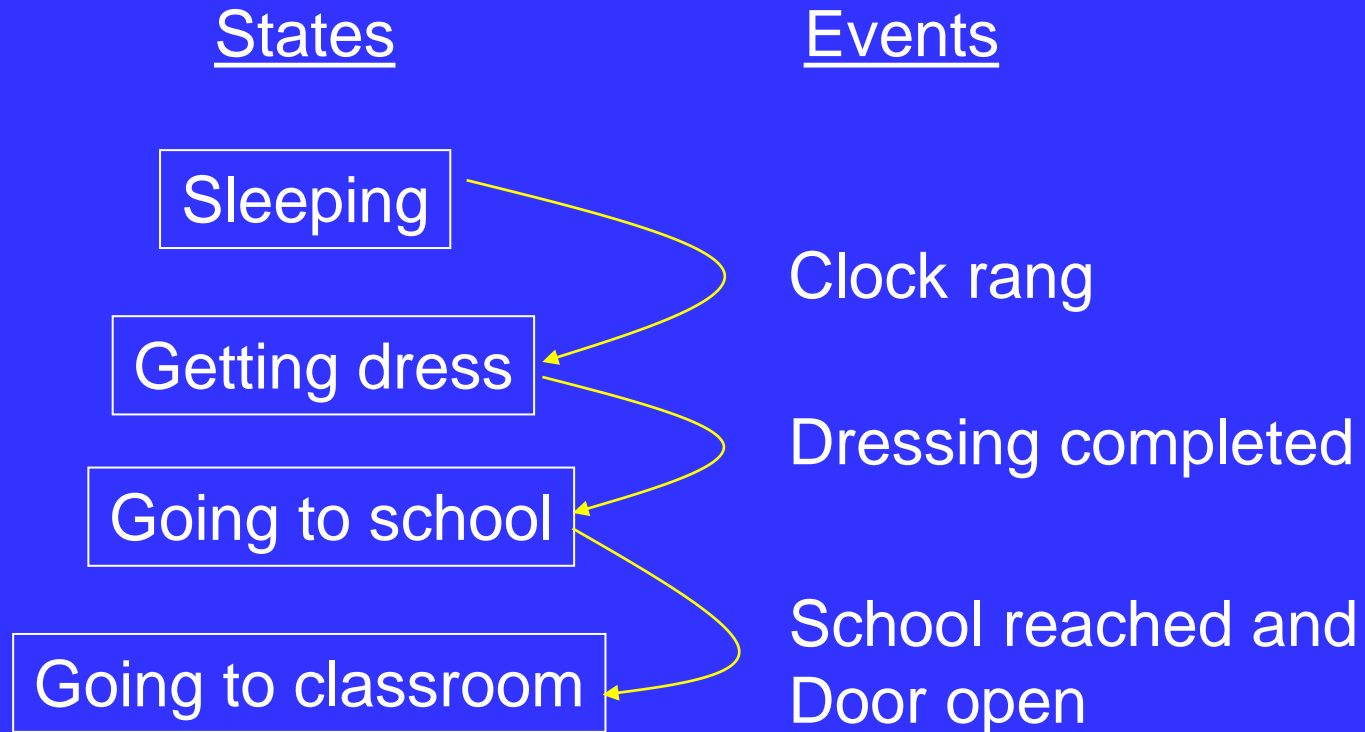 States
Events
Sleeping
Clock rang
Getting dress
Dressing completed
Going to school
School reached and
Door open
Going to classroom